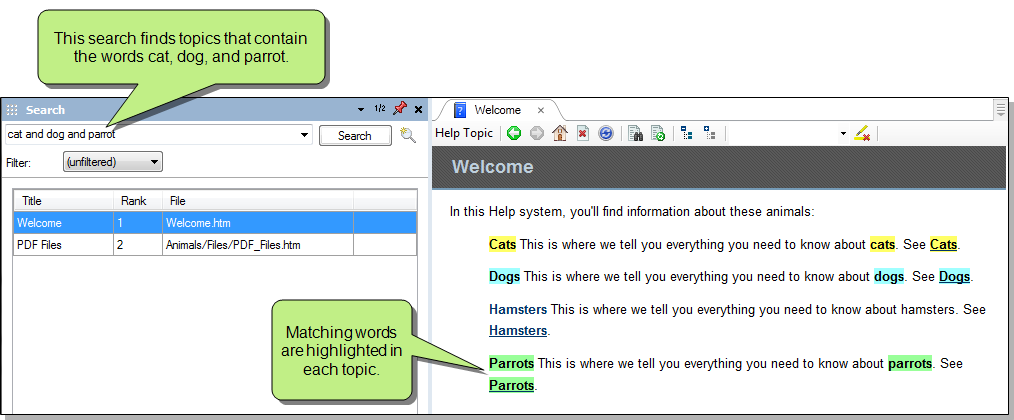 This search finds topics that contain
the words cat, dog, and parrot.
Search
1/2
cat and dog and parrot
Search
Filter:
(unfiltered)
Title Rank File
Welcome 1 Welcome.htm
PDF Files 2 Animals/Files/PDF_Files.htm
Welcome
Help Topic
Welcome
In this Help system, you'll find information about these animals:
Cats This is where we tell you everything you need to know about cats. See Cats.
Dogs This is where we tell you everything you need to know about dogs. See Dogs.
Hamsters This is where we tell you everything you need to know about hamsters. See
Hamsters.
Parrots This is where we tell you everything you need to know about parrots. See
Parrots.
Matching words
are highlighted in
each topic.